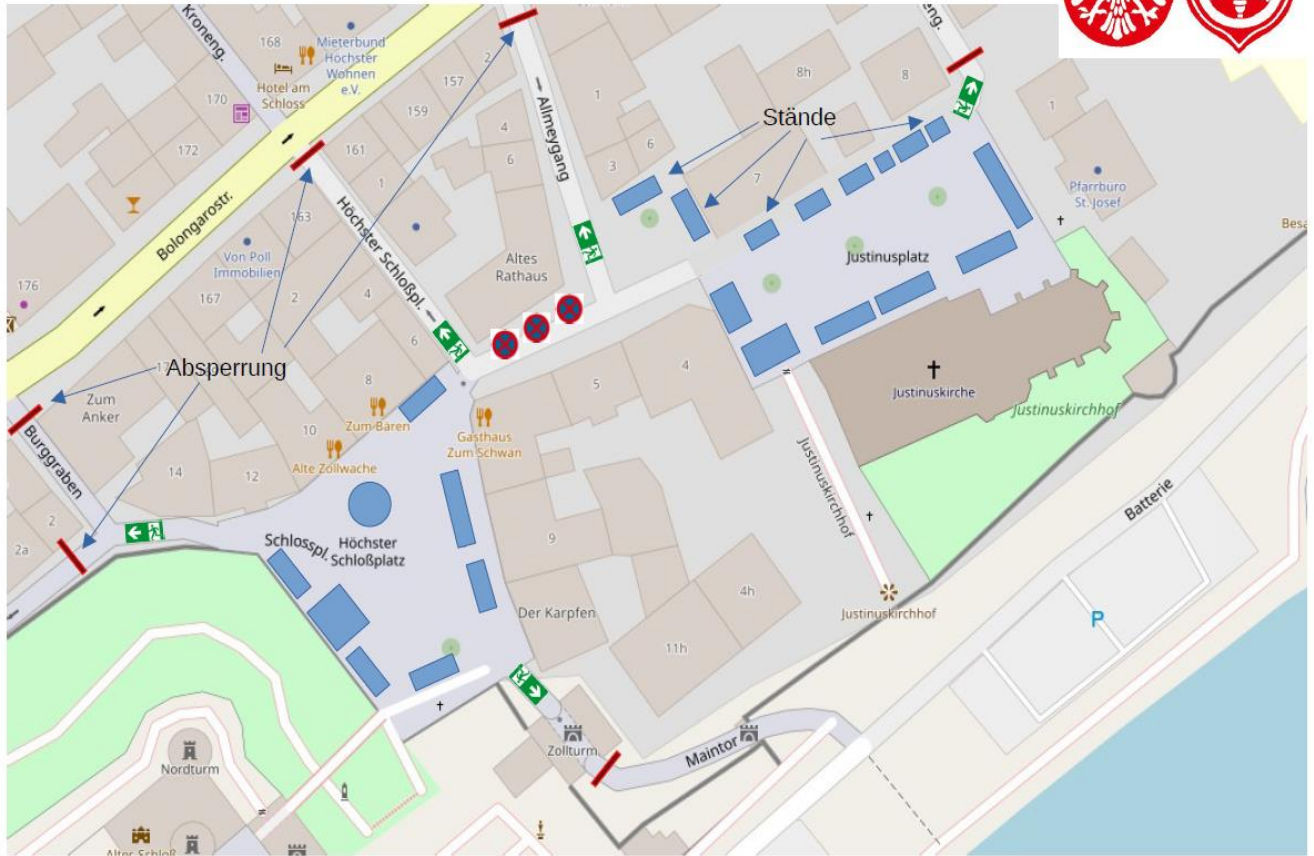 Kroneng.
168
Mieterbund
Höchster
Wohnen
e.V.
Hotel am
Schloss
170
172
2
157
159
161
1
4
6
Allmeygang
1
8h
8
eng.
1
Stände
6
3
7
Pfarrbüro
St. Josef
Besa
Bolongarostr.
163
Höchster Schloßpl.
Von Poll
Immobilien
167
2
4
6
Altes
Rathaus
Justinusplatz
176
Absperrung
Zum
Anker
8
Zum Bären
10
Alte Zollwache
Gasthaus
Zum Schwan
5
4
Justinuskirche
Justinuskirchhof
Burggraben
14
12
2
2a
Schlosspl.
Höchster
Schloßplatz
9
Justinuskirchhof
Batterie
4h
Der Karpfen
Justinuskirchhof
11h
P
Zollturm
Maintor
Nordturm
Altes Schloß